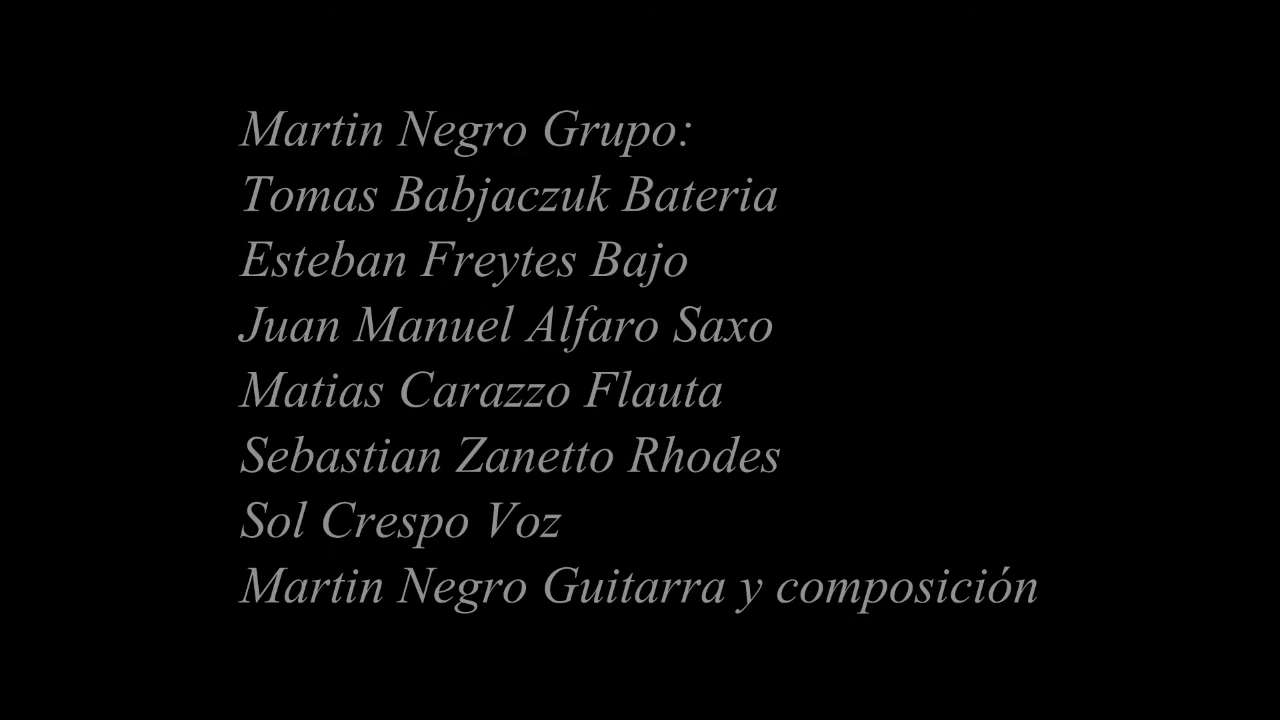 Martin Negro Grupo:
Tomas Babjaczuk Bateria
Esteban Freytes Bajo
Juan Manuel Alfaro Saxo
Matias Carazzo Flauta
Sebastian Zanetto Rhodes
Sol Crespo Voz
Martin Negro Guitarra y composición